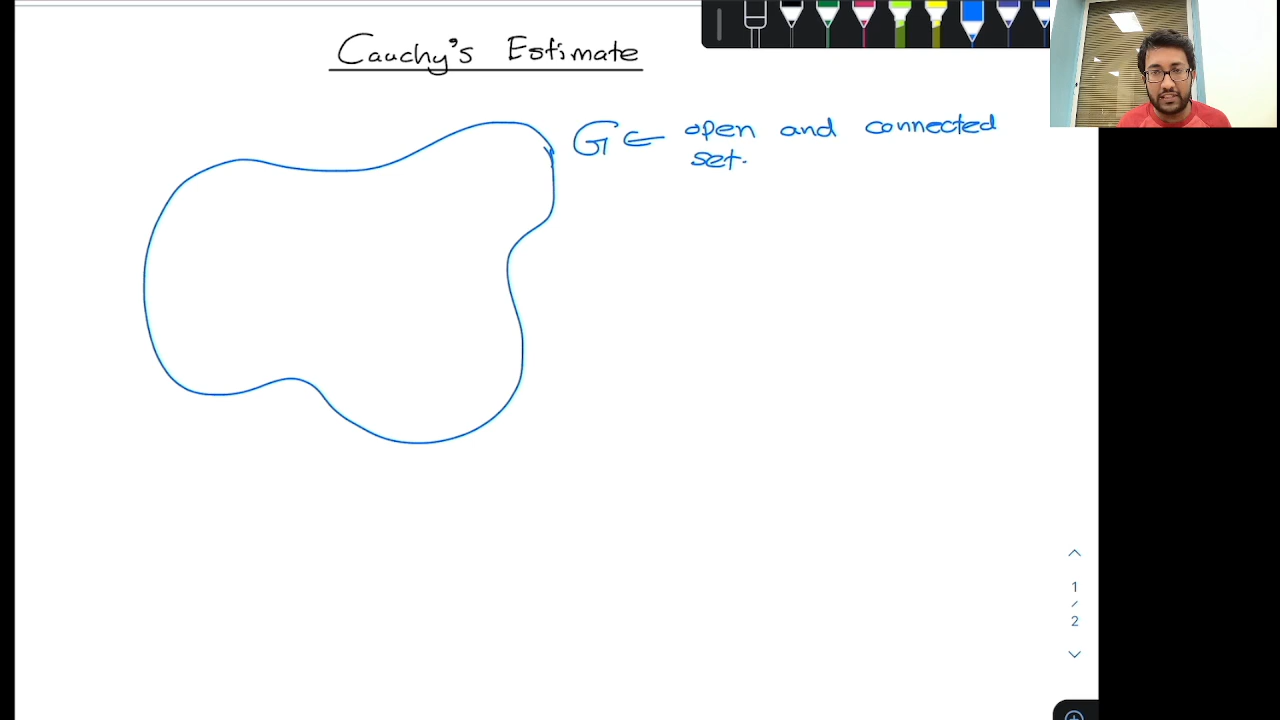 Cauchy's Estimate
G ← open and connected
set.
1
/
2